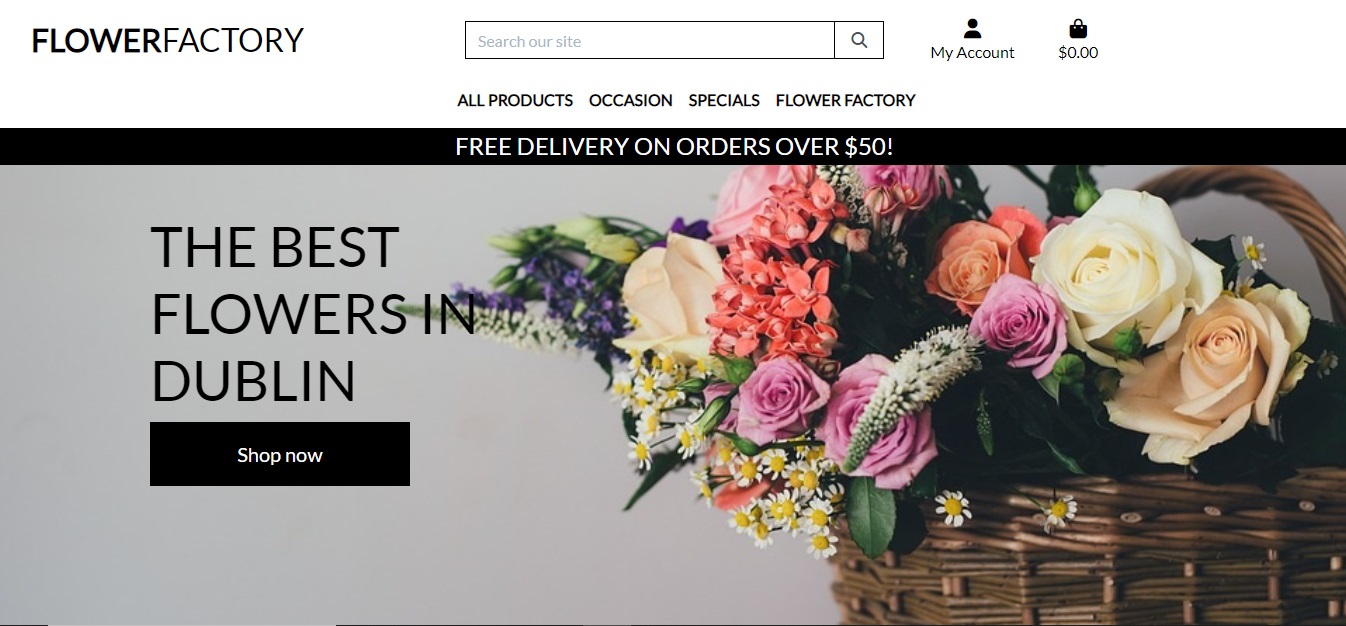 FLOWERFACTORY
Search our site
My Account
$0.00
ALL PRODUCTS OCCASION SPECIALS FLOWER FACTORY
FREE DELIVERY ON ORDERS OVER $50!
THE BEST
FLOWERS IN
DUBLIN
Shop now